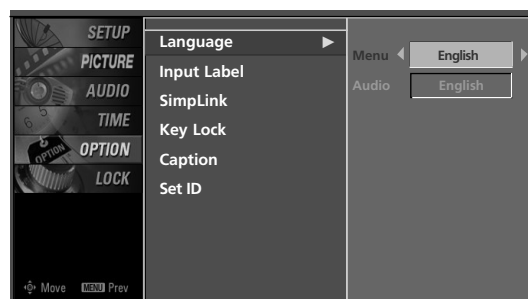 SETUP
PICTURE
AUDIO
TIME
OPTION
LOCK
Move MENU Prev
Language ►
Input Label
SimpLink
Key Lock
Caption
Set ID
Menu ◄ English ►
Audio English